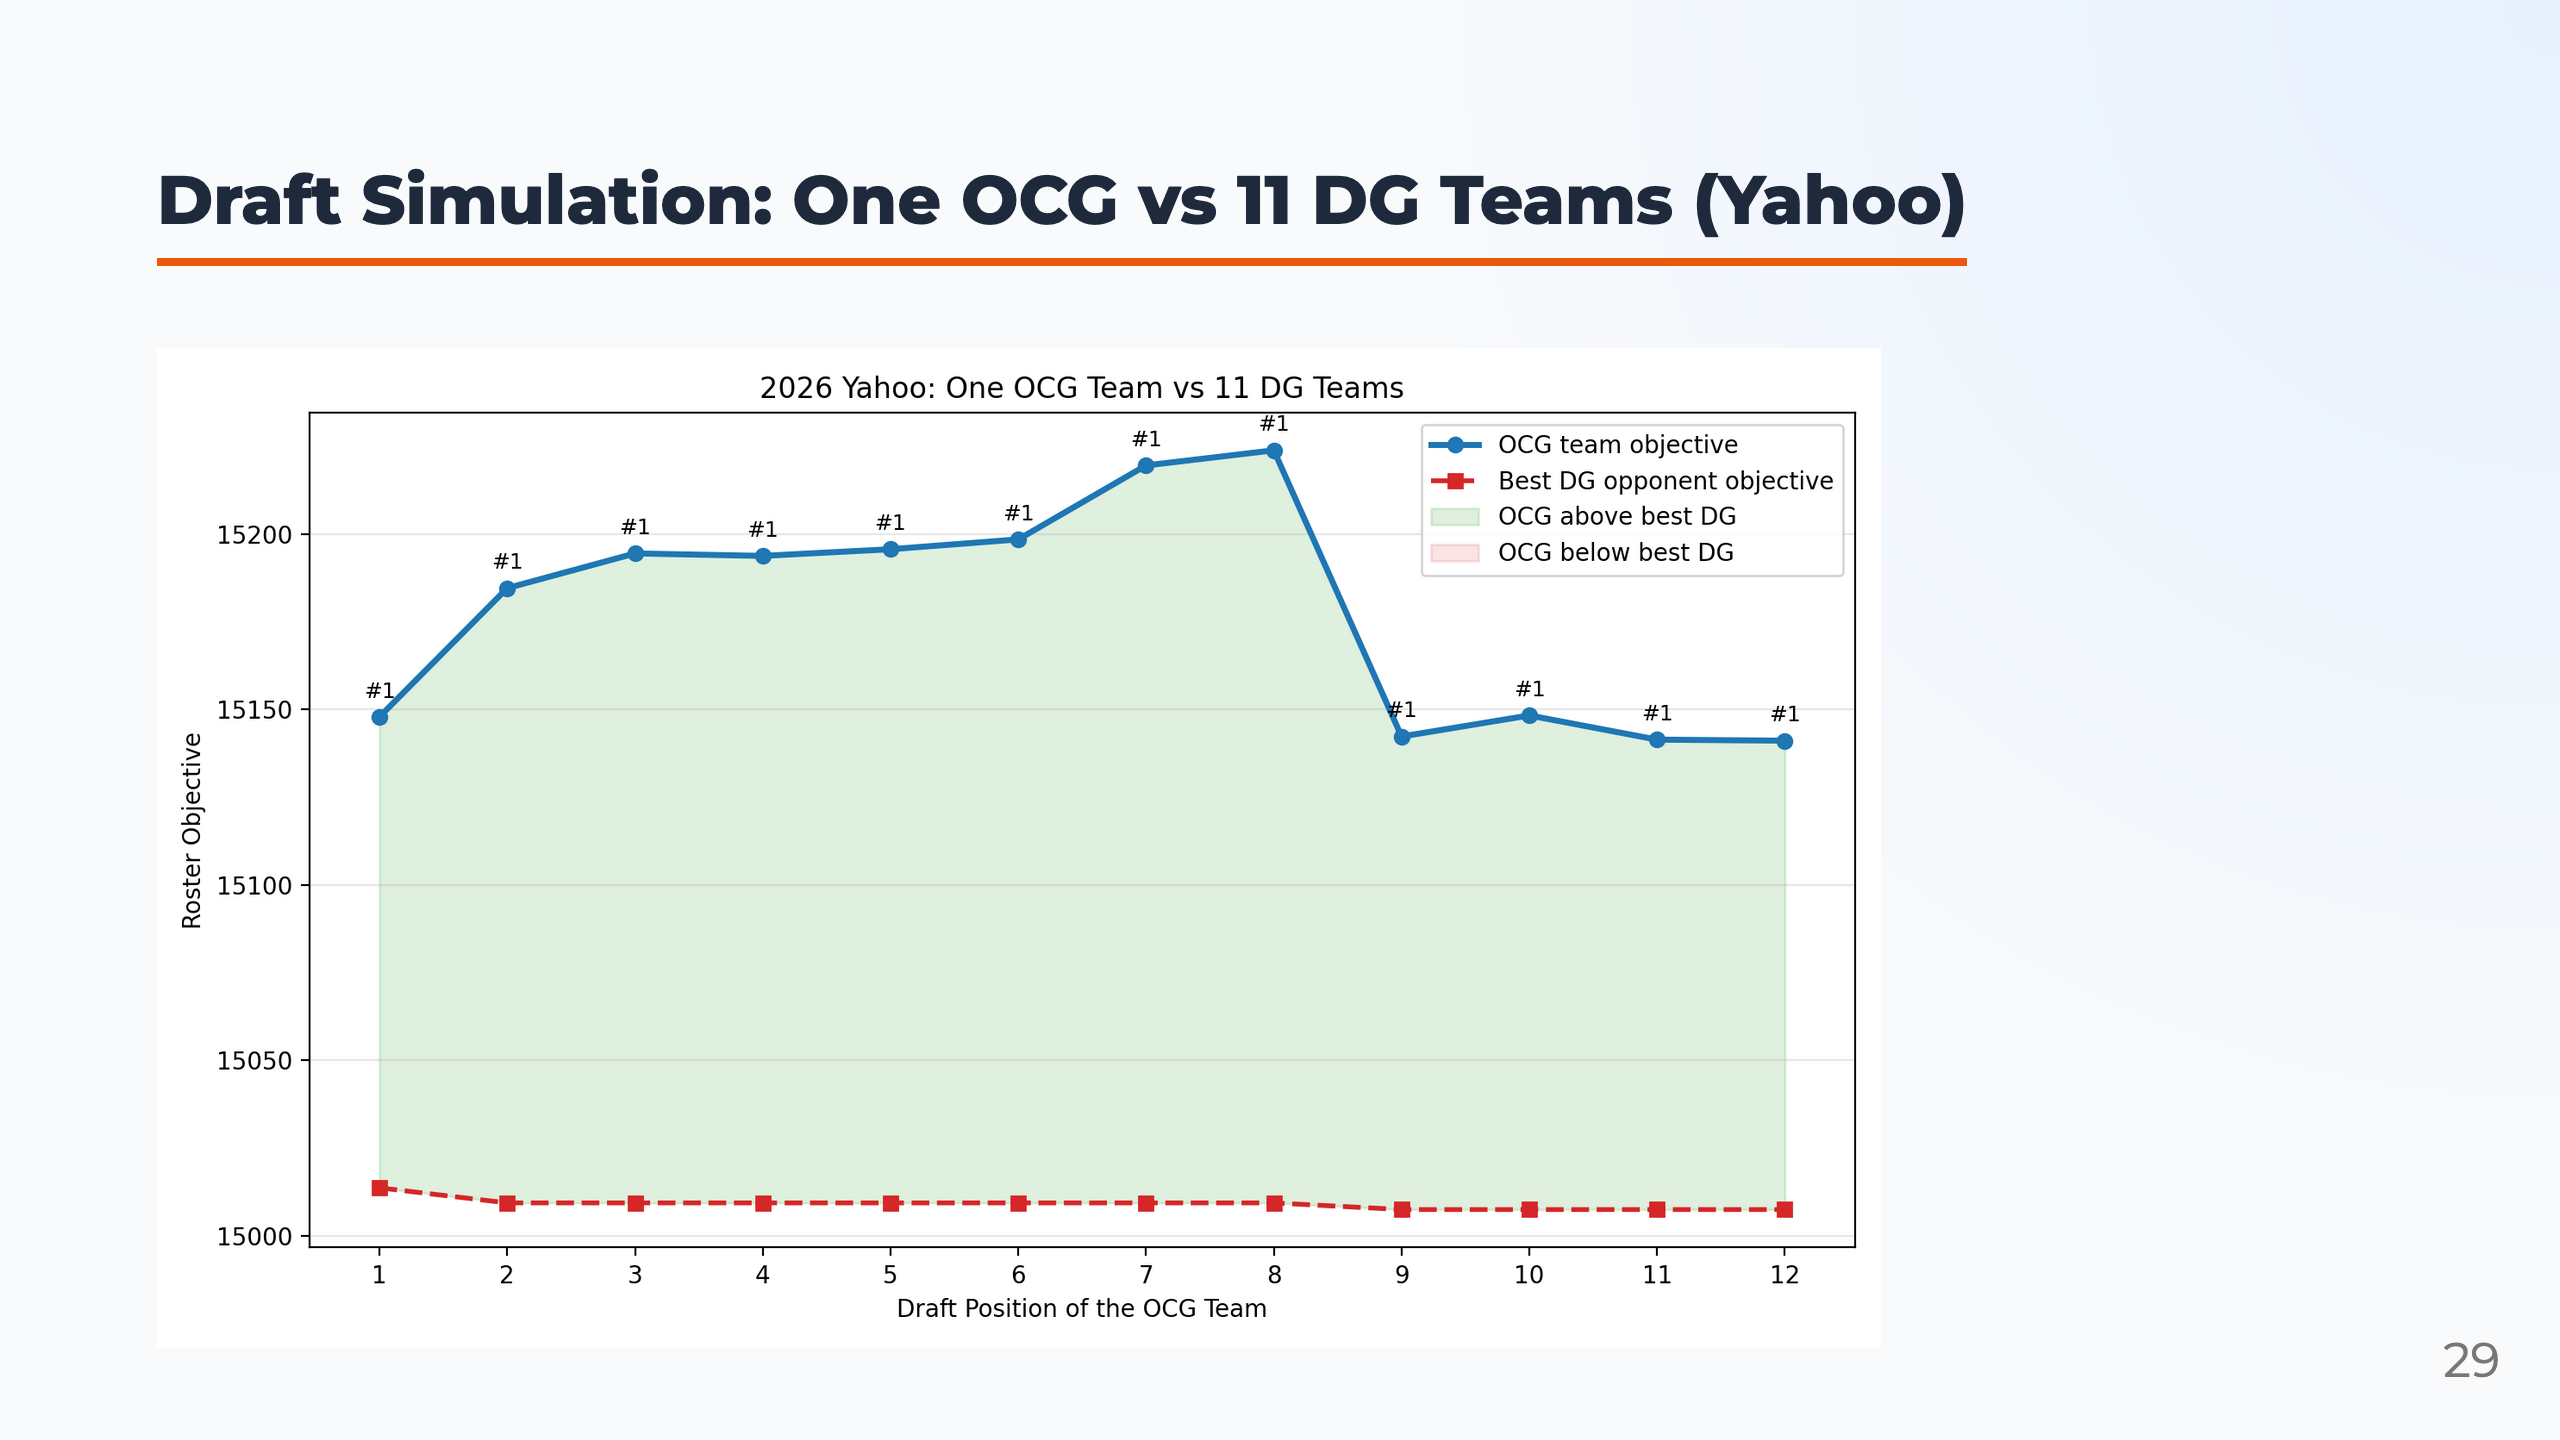 Draft Simulation: One OCG vs 11 DG Teams (Yahoo)
2026 Yahoo: One OCG Team vs 11 DG Teams
#1
#1
#1
#1
#1
#1
#1
#1
#1
#1
#1
#1
OCG team objective
Best DG opponent objective
OCG above best DG
OCG below best DG
Roster Objective
15200
15150
15100
15050
15000
1 2 3 4 5 6 7 8 9 10 11 12
Draft Position of the OCG Team
29